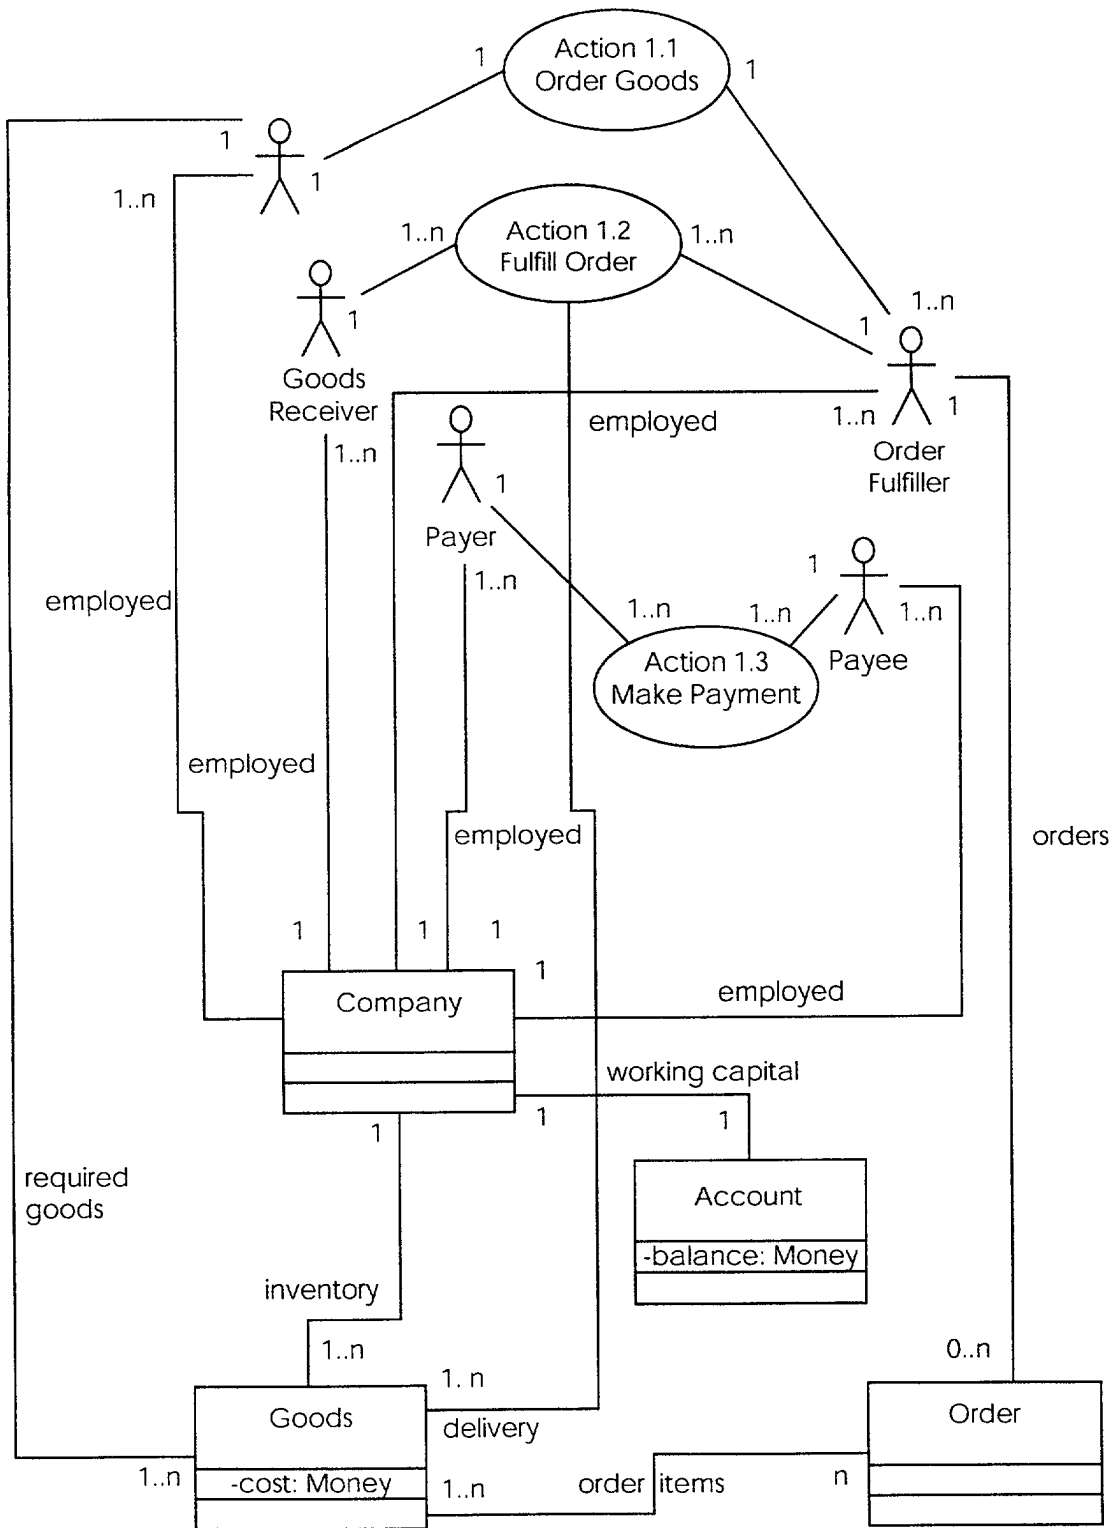 Action 1.1
Order Goods
1
1
1
1
1..n
Action 1.2
Fulfill Order
1..n
1..n
1
1..n
1
Goods
Receiver
1..n
employed
1..n
1
Order
Fulfiller
1
Payer
1..n
1
1..n
employed
1..n
1..n
Action 1.3
Make Payment
Payee
employed
employed
orders
1
1
1
1
Company
employed
working capital
1
1
1
required
goods
Account
-balance: Money
inventory
1..n
0..n
1. n
Goods
delivery
Order
1..n
-cost: Money
1..n
order items
n